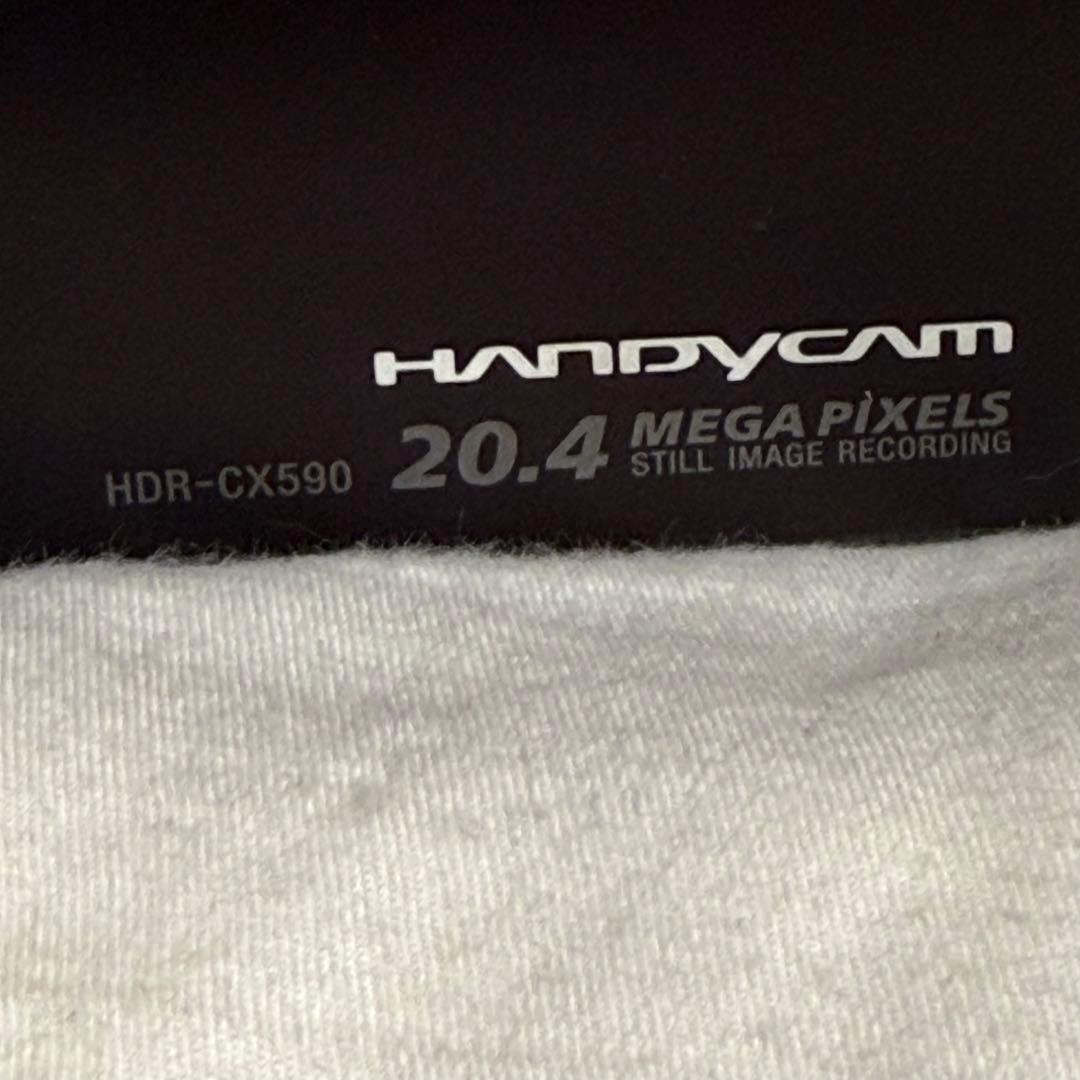 HANDYCAM
HDR-CX590 20.4 MEGA PIXELS
STILL IMAGE RECORDING